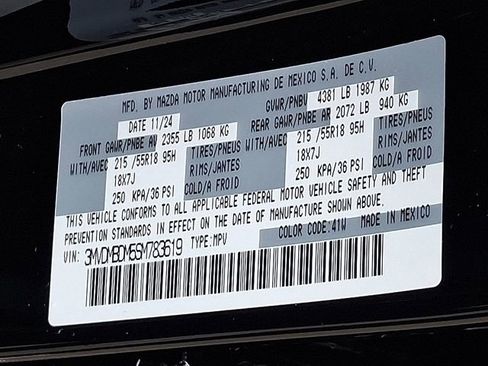 MFD. BY MAZDA MOTOR MANUFACTURING DE MEXICO S.A. DE C.V.
DATE 11/24 GVWR/PNBV 4381 LB 1987 KG
FRONT GAWR/PNBE AV 2355 LB 1068 KG REAR GAWR/PNBE AR 2072 LB 940 KG
WITH/AVEC 215 /55R18 95H TIRES/PNEUS WITH/AVEC 215 /55R18 95H TIRES/PNEUS
18X7J RIMS/JANTES 18X7J RIMS/JANTES
250 KPA/36 PSI COLD/A FROID 250 KPA/36 PSI COLD/A FROID
THIS VEHICLE CONFORMS TO ALL APPLICABLE FEDERAL MOTOR VEHICLE SAFETY AND THEFT
PREVENTION STANDARDS IN EFFECT ON THE DATE OF MANUFACTURE SHOWN ABOVE.
COLOR CODE:41W MADE IN MEXICO
VIN: 3MVDMBDM5SM783619 TYPE:MPV